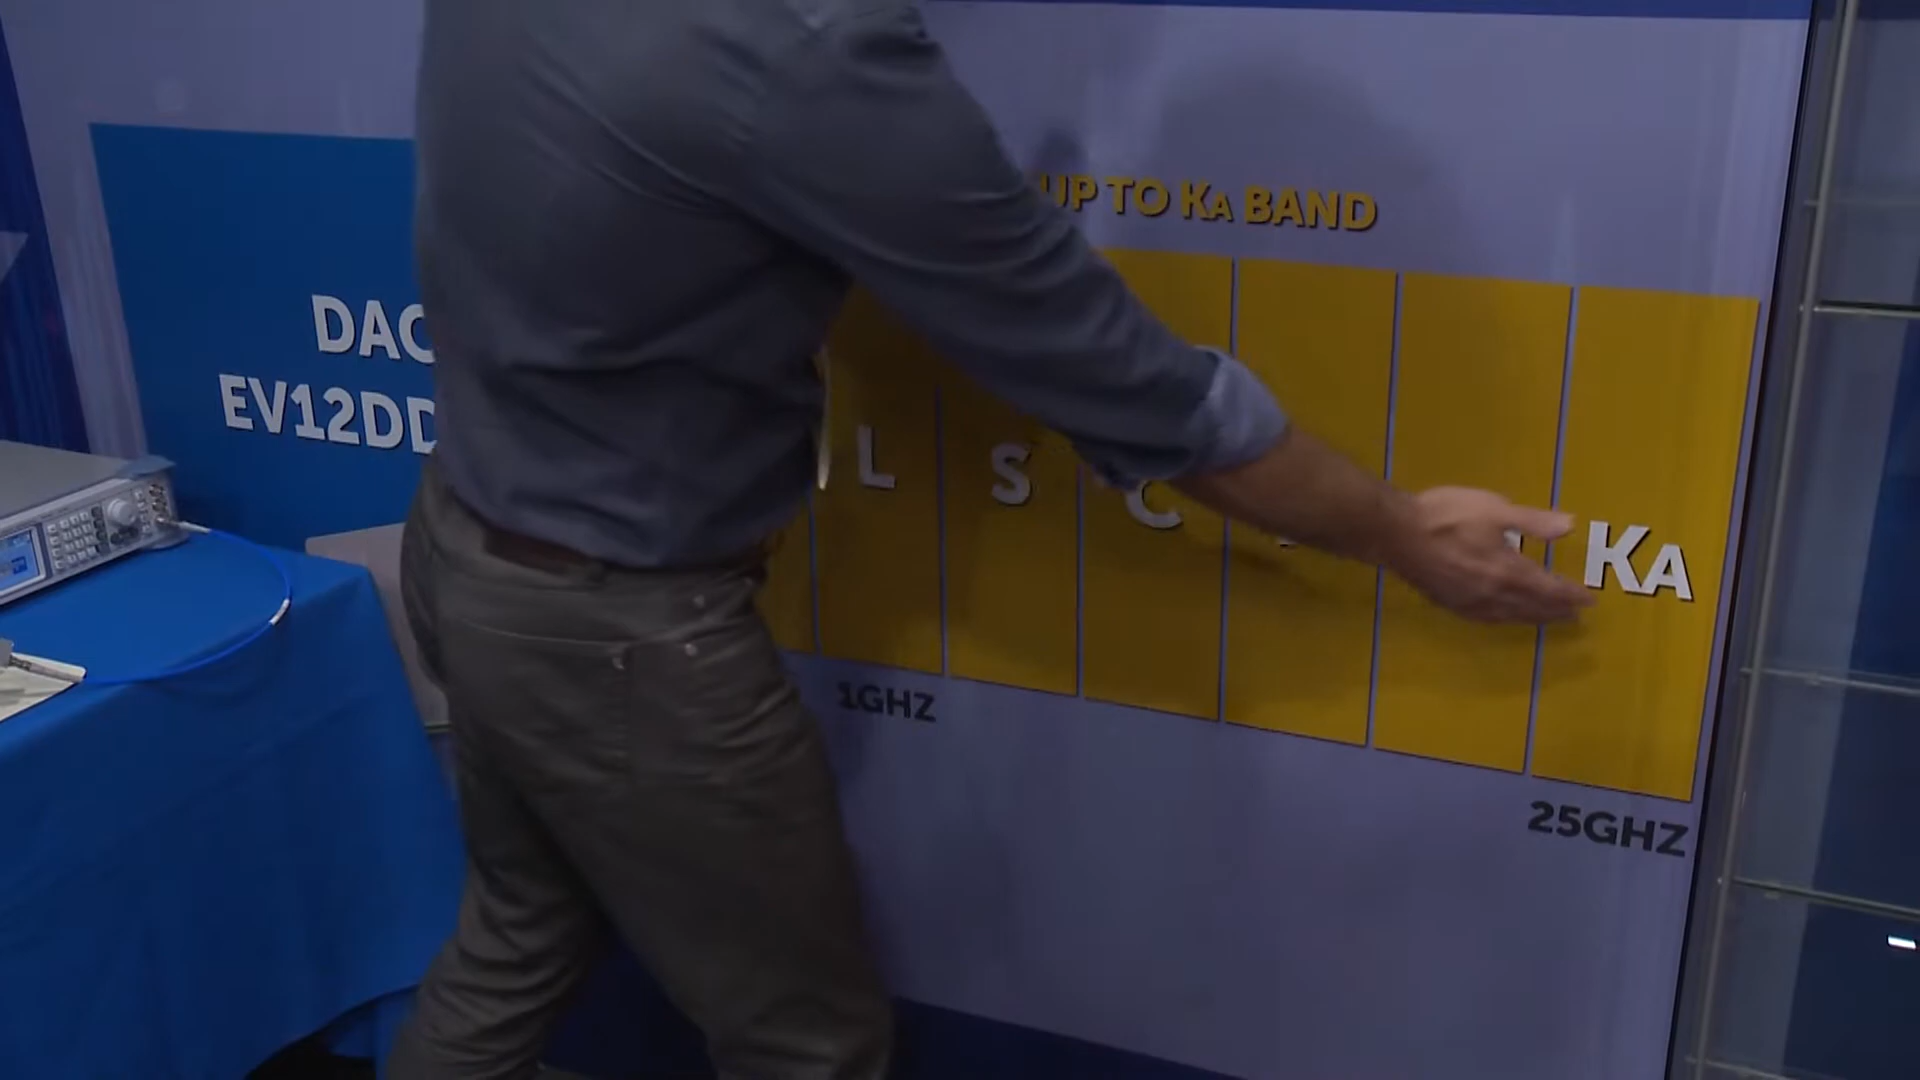 UP TO KA BAND
DAC
EV12DD
L
S
C
KA
1GHZ
25GHZ